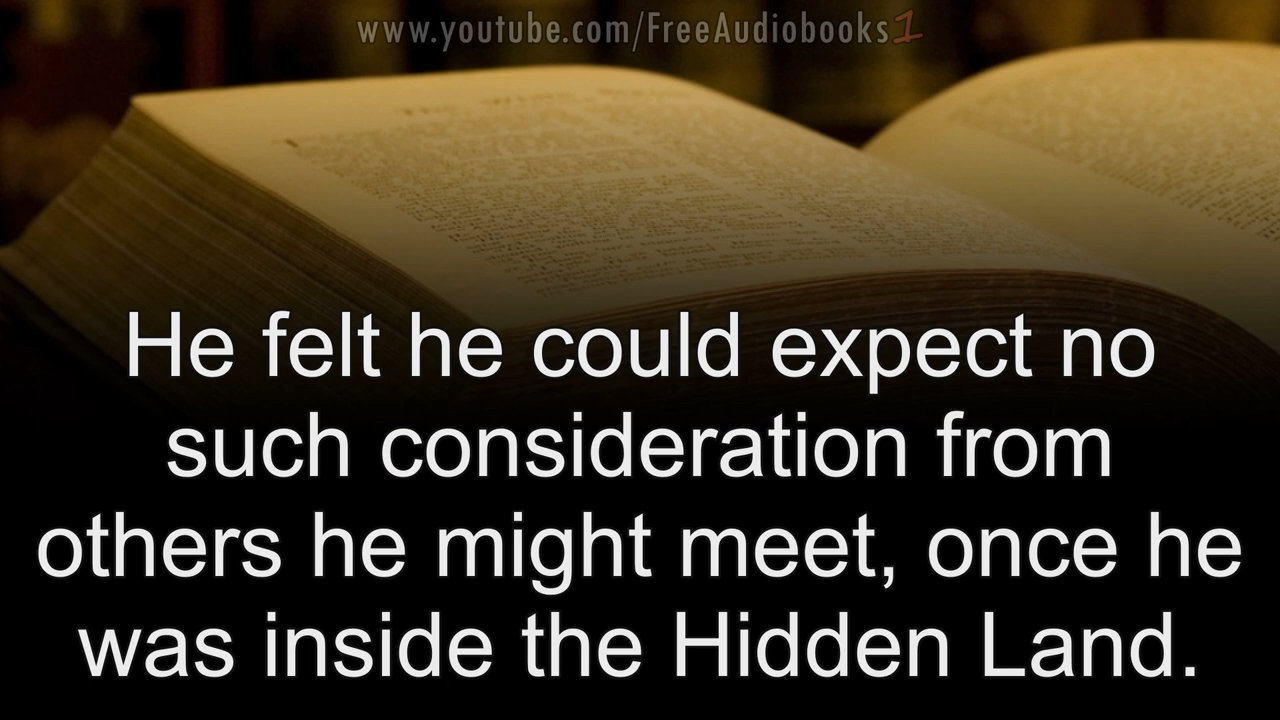 www.youtube.com/FreeAudiobooks1
He felt he could expect no
such consideration from
others he might meet, once he
was inside the Hidden Land.